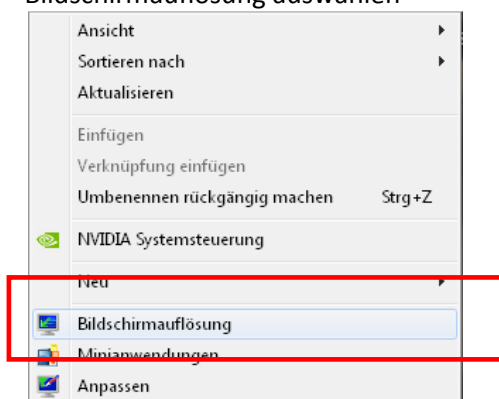 Bildschirmauflösung auswählen
Ansicht
Sortieren nach
Aktualisieren
Einfügen
Verknüpfung einfügen
Umbenennen rückgängig machen Strg+Z
NVIDIA Systemsteuerung
Neu
Bildschirmauflösung
Minianwendungen
Anpassen